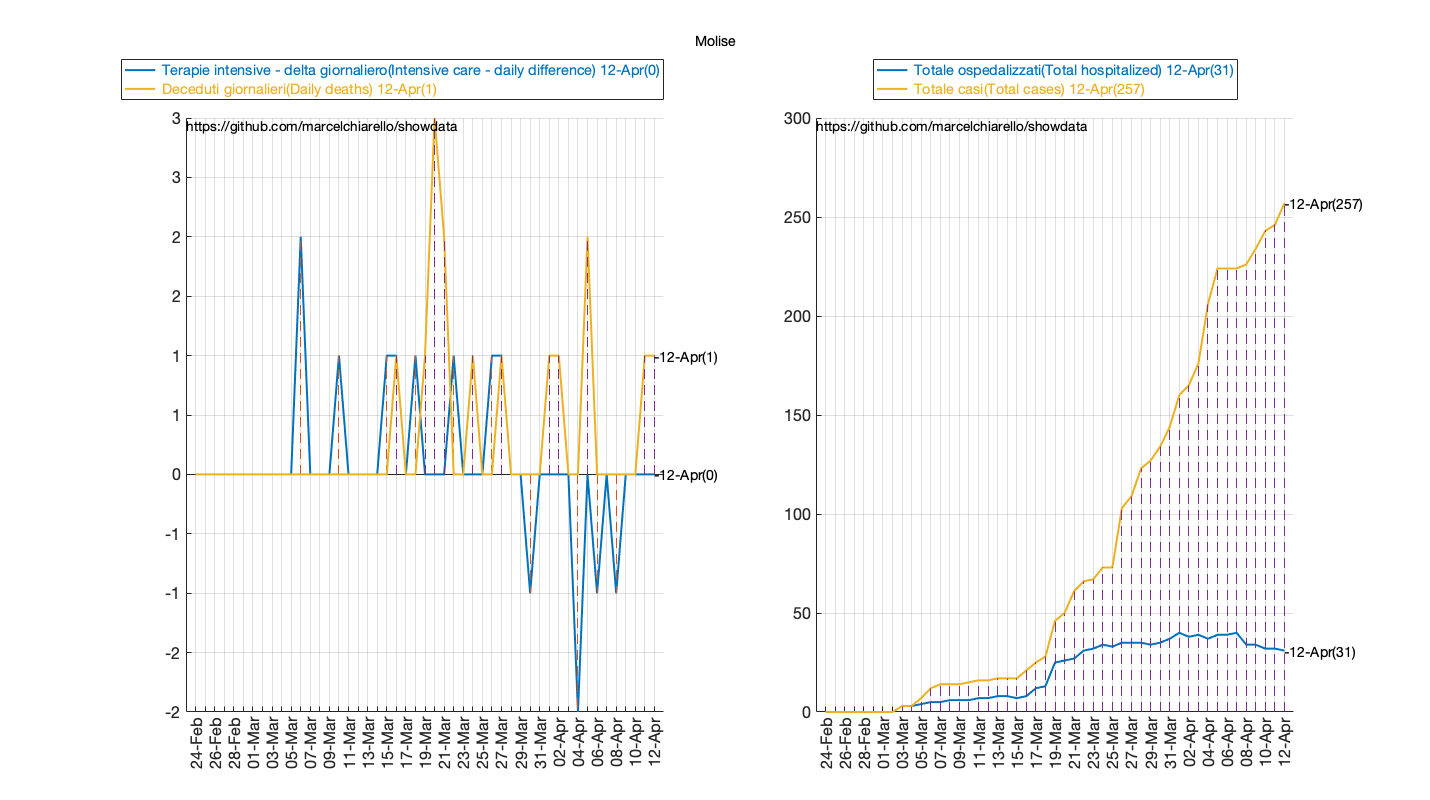 Molise
Terapie intensive - delta giornaliero(Intensive care - daily difference) 12-Apr(0)
Deceduti giornalieri(Daily deaths) 12-Apr(1)
https://github.com/marcelchiarello/showdata
3
3
2
2
1
1
0
-1
-1
-2
-2
12-Apr(1)
12-Apr(0)
24-Feb
26-Feb
28-Feb
01-Mar
03-Mar
05-Mar
07-Mar
09-Mar
11-Mar
13-Mar
15-Mar
17-Mar
19-Mar
21-Mar
23-Mar
25-Mar
27-Mar
29-Mar
31-Mar
02-Apr
04-Apr
06-Apr
08-Apr
10-Apr
12-Apr
Totale ospedalizzati(Total hospitalized) 12-Apr(31)
Totale casi(Total cases) 12-Apr(257)
https://github.com/marcelchiarello/showdata
300
250
200
150
100
50
0
12-Apr(257)
12-Apr(31)
24-Feb
26-Feb
28-Feb
01-Mar
03-Mar
05-Mar
07-Mar
09-Mar
11-Mar
13-Mar
15-Mar
17-Mar
19-Mar
21-Mar
23-Mar
25-Mar
27-Mar
29-Mar
31-Mar
02-Apr
04-Apr
06-Apr
08-Apr
10-Apr
12-Apr